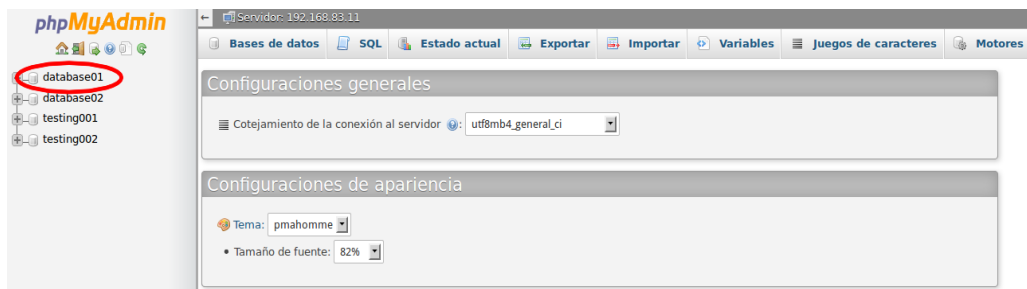 phpMyAdmin
database01
database02
testing001
testing002
Servidor: 192.168.83.11
Bases de datos SQL Estado actual Exportar Importar Variables Juegos de caracteres Motores
Configuraciones generales
Cotejamiento de la conexión al servidor : utf8mb4_general_ci
Configuraciones de apariencia
Tema: pmahomme
• Tamaño de fuente: 82%